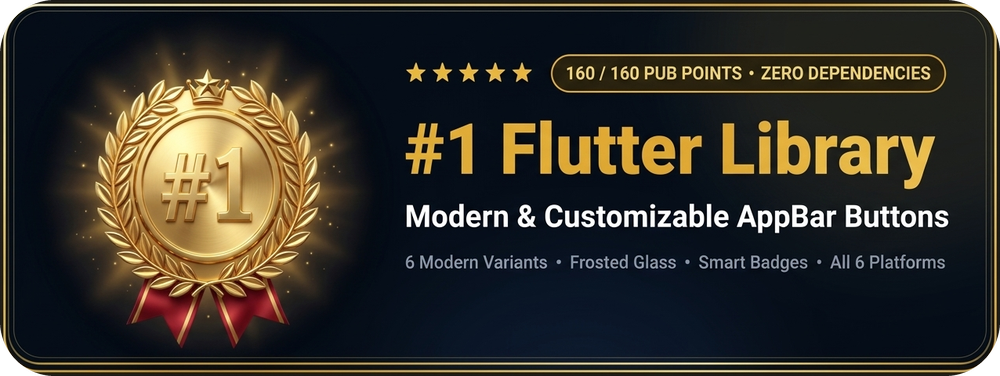 #1
★★★★★ 160 / 160 PUB POINTS • ZERO DEPENDENCIES
#1 Flutter Library
Modern & Customizable AppBar Buttons
6 Modern Variants • Frosted Glass • Smart Badges • All 6 Platforms